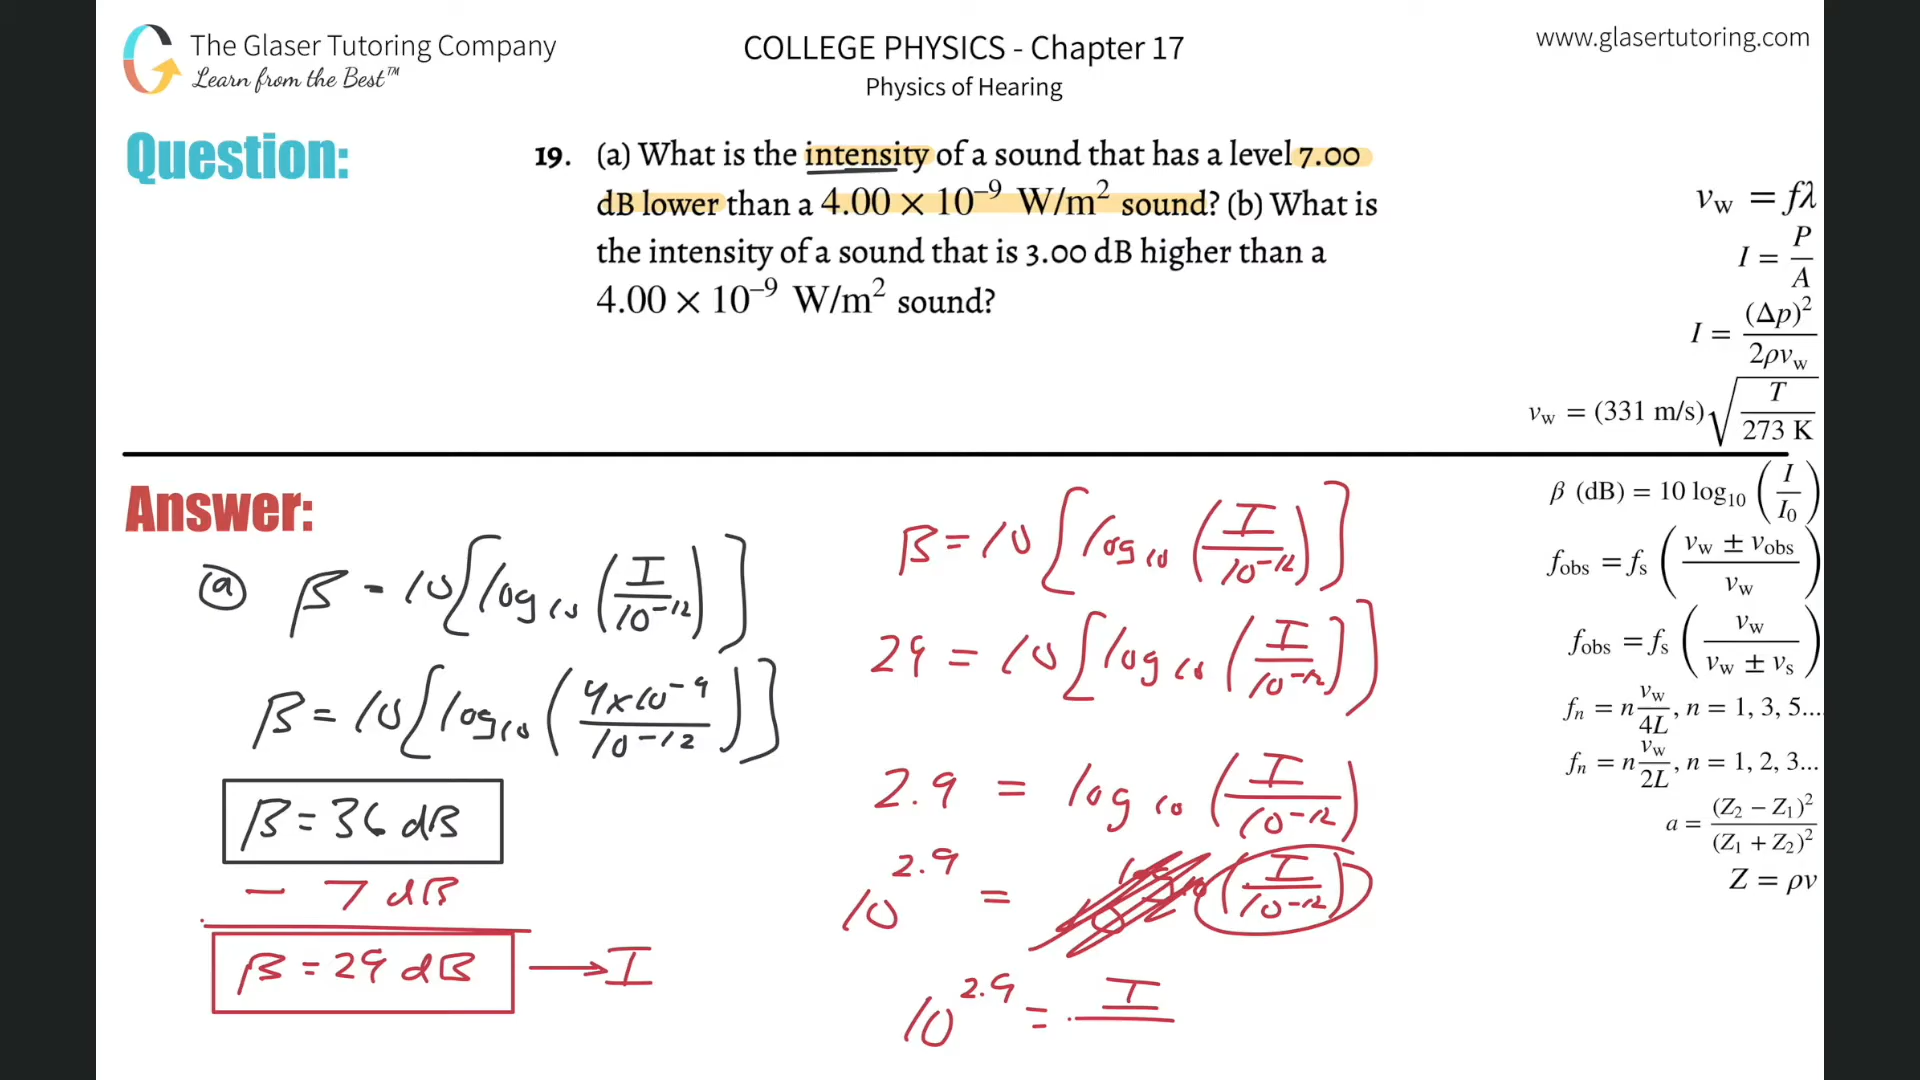 The Glaser Tutoring Company
Learn from the Best™
COLLEGE PHYSICS - Chapter 17
Physics of Hearing
www.glasertutoring.com
Question:
19. (a) What is the intensity of a sound that has a level 7.00
dB lower than a 4.00 × 10⁻⁹ W/m² sound? (b) What is
the intensity of a sound that is 3.00 dB higher than a
4.00 × 10⁻⁹ W/m² sound?
v_w = fλ
I = P/A
I = (Δp)²/2ρv_w
v_w = (331 m/s)√(T/273 K)
β (dB) = 10 log₁₀ (I/I₀)
f_obs = f_s ((v_w ± v_obs)/v_w)
f_obs = f_s (v_w/(v_w ± v_s))
f_n = n v_w/4L, n = 1, 3, 5...
f_n = n v_w/2L, n = 1, 2, 3...
a = (Z₂ − Z₁)²/(Z₁ + Z₂)²
Z = ρv
Answer:
(a) β = 10[log₁₀(I/10⁻¹²)]
β = 10[log₁₀(4×10⁻⁹/10⁻¹²)]
β = 36 dB
− 7 dB
β = 29 dB → I
β = 10[log₁₀(I/10⁻¹²)]
29 = 10[log₁₀(I/10⁻¹²)]
2.9 = log₁₀(I/10⁻¹²)
10^2.9 = (I/10⁻¹²)
10^2.9 = I